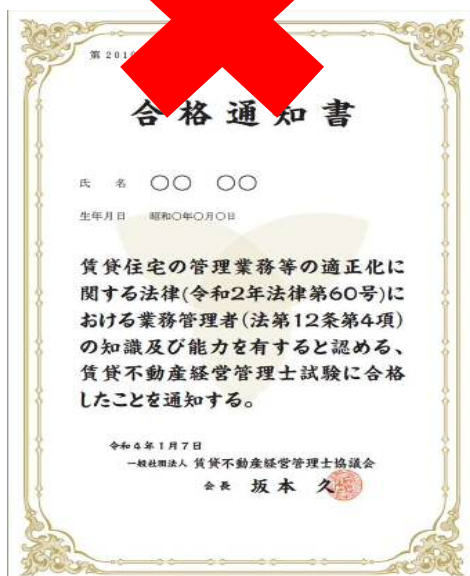 第 201
合格通知書
氏 名 〇〇 〇〇
生年月日 昭和〇年〇月〇日
賃貸住宅の管理業務等の適正化に
関する法律(令和2年法律第60号)に
おける業務管理者(法第12条第4項)
の知識及び能力を有すると認める、
賃貸不動産経営管理士試験に合格
したことを通知する。
令和4年1月7日
一般社団法人 賃貸不動産経営管理士協議会
会長 坂本 久